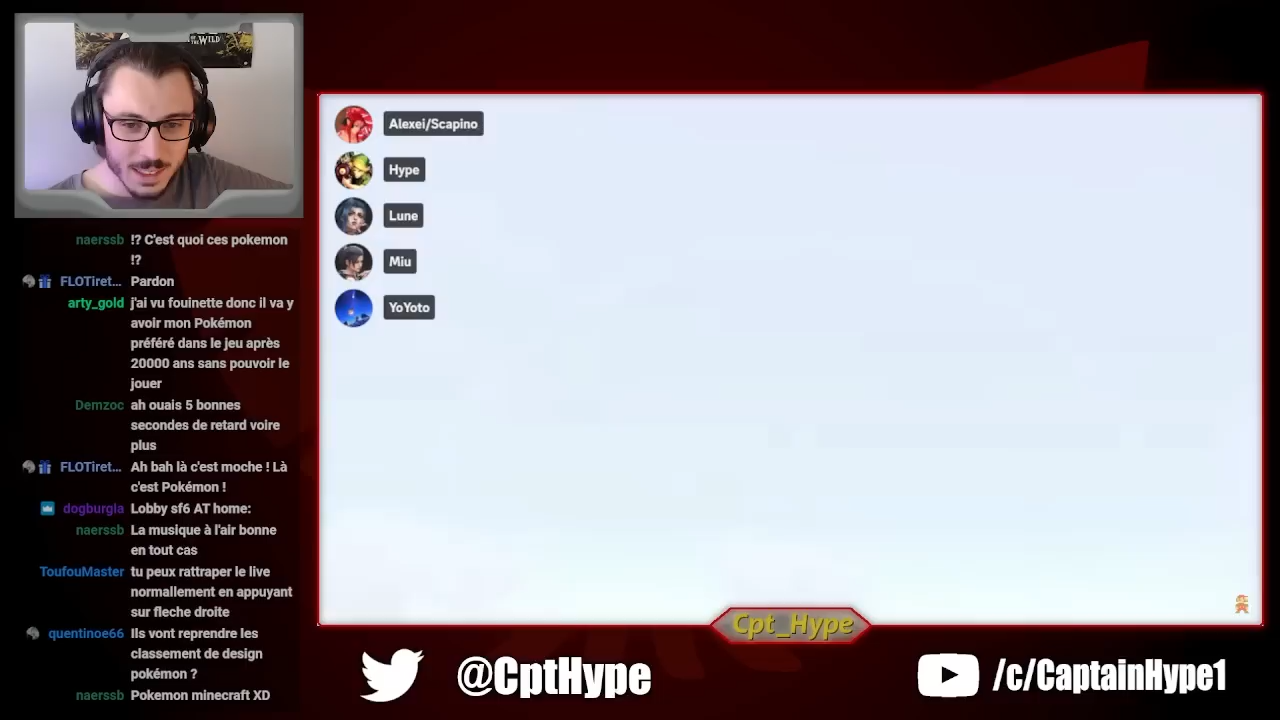 OF THE WILD
Alexei/Scapino
Hype
Lune
Miu
YoYoto
naerssb !? C'est quoi ces pokemon
!?
FLOTiret... Pardon
arty_gold j'ai vu fouinette donc il va y
avoir mon Pokémon
préféré dans le jeu après
20000 ans sans pouvoir le
jouer
Demzoc ah ouais 5 bonnes
secondes de retard voire
plus
FLOTiret... Ah bah là c'est moche ! Là
c'est Pokémon !
dogburgla Lobby sf6 AT home:
naerssb La musique à l'air bonne
en tout cas
ToufouMaster tu peux rattraper le live
normallement en appuyant
sur fleche droite
quentinoe66 Ils vont reprendre les
classement de design
pokémon ?
naerssb Pokemon minecraft XD
Cpt_Hype
@CptHype
/c/CaptainHype1